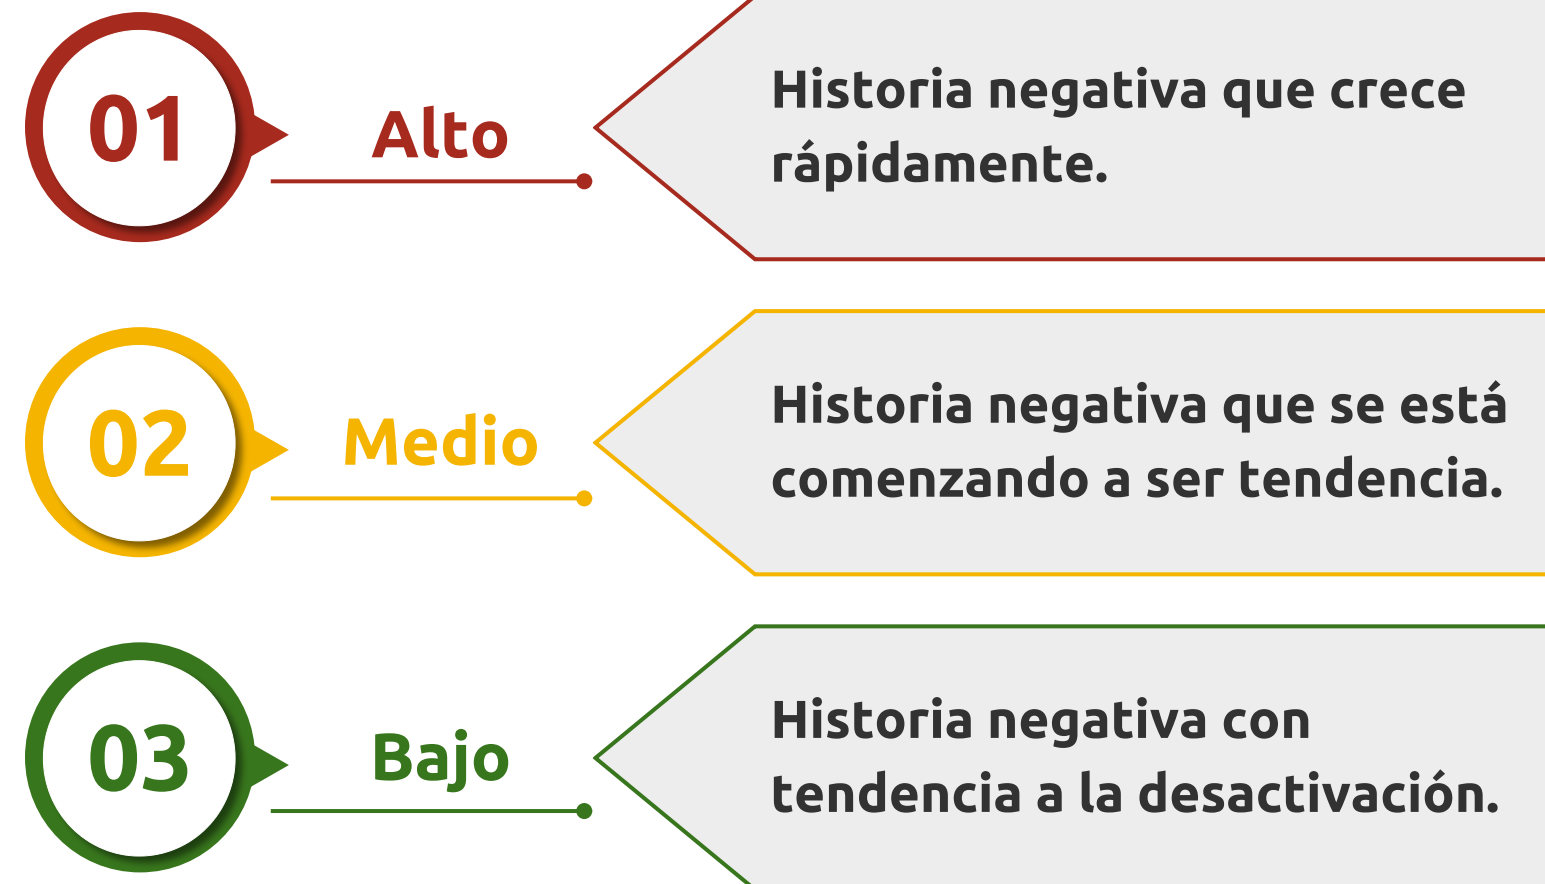 01
Alto
Historia negativa que crece
rápidamente.
02
Medio
Historia negativa que se está
comenzando a ser tendencia.
03
Bajo
Historia negativa con
tendencia a la desactivación.